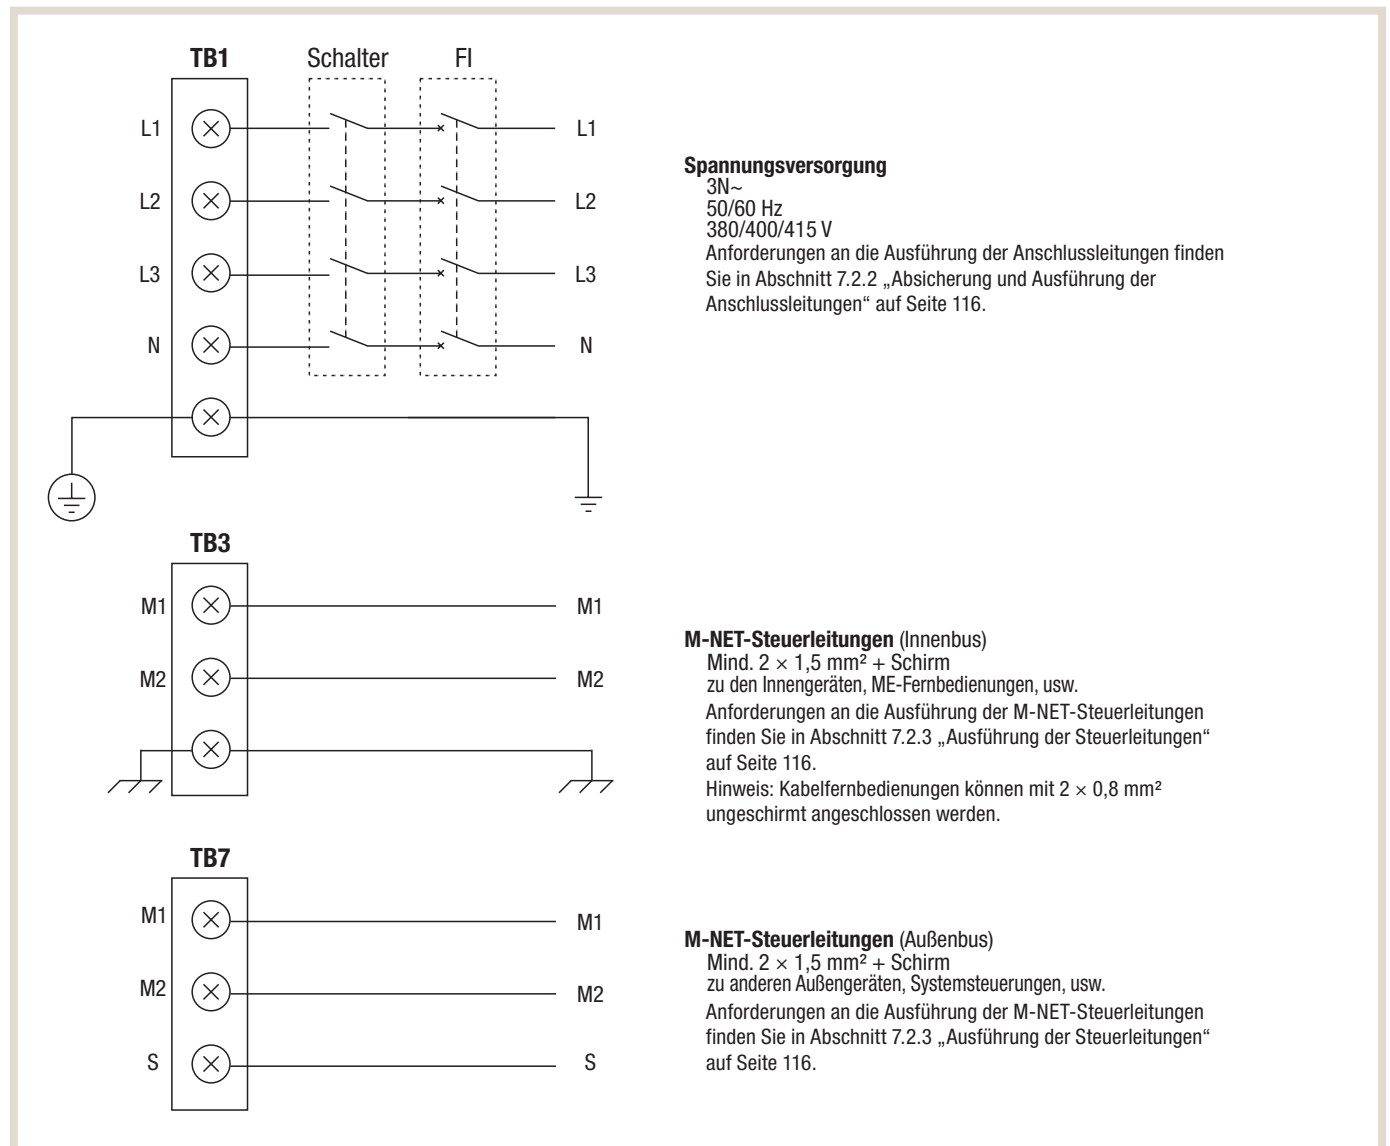 TB1 Schalter FI
L1 L1
L2 L2
L3 L3
N N
Spannungsversorgung
3N~
50/60 Hz
380/400/415 V
Anforderungen an die Ausführung der Anschlussleitungen finden
Sie in Abschnitt 7.2.2 „Absicherung und Ausführung der
Anschlussleitungen“ auf Seite 116.
TB3
M1 M1
M2 M2
M-NET-Steuerleitungen (Innenbus)
Mind. 2 × 1,5 mm² + Schirm
zu den Innengeräten, ME-Fernbedienungen, usw.
Anforderungen an die Ausführung der M-NET-Steuerleitungen
finden Sie in Abschnitt 7.2.3 „Ausführung der Steuerleitungen“
auf Seite 116.
Hinweis: Kabelfernbedienungen können mit 2 × 0,8 mm²
ungeschirmt angeschlossen werden.
TB7
M1 M1
M2 M2
S S
M-NET-Steuerleitungen (Außenbus)
Mind. 2 × 1,5 mm² + Schirm
zu anderen Außengeräten, Systemsteuerungen, usw.
Anforderungen an die Ausführung der M-NET-Steuerleitungen
finden Sie in Abschnitt 7.2.3 „Ausführung der Steuerleitungen“
auf Seite 116.